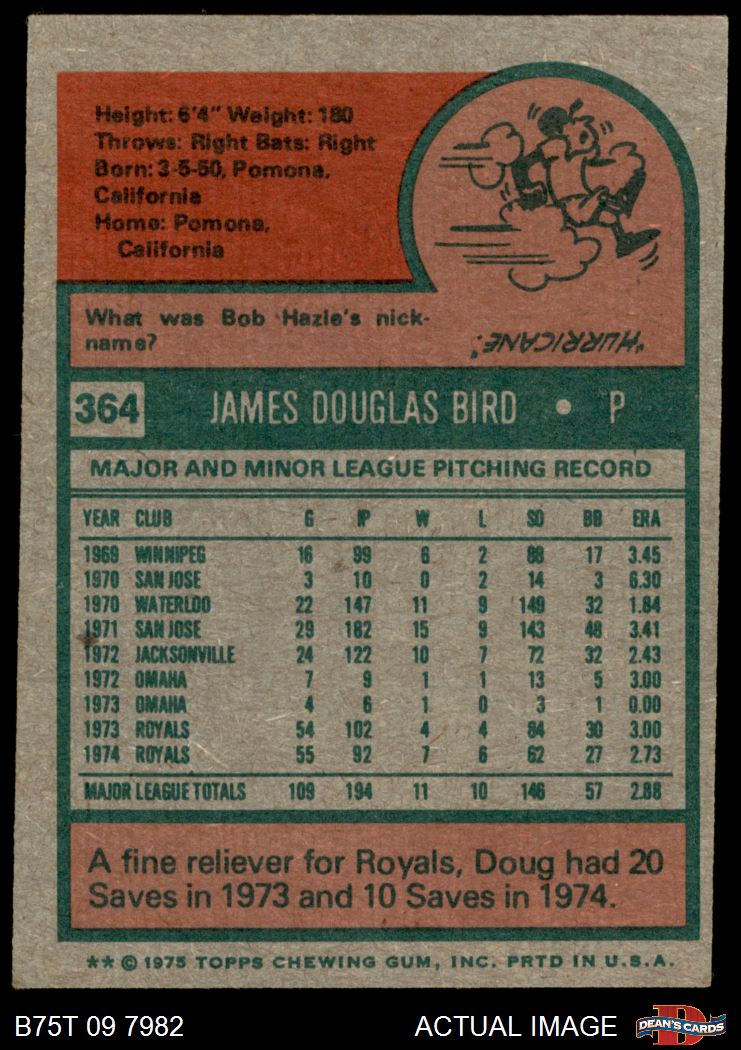 Height: 6'4" Weight: 180
Throws: Right Bats: Right
Born: 3-5-50, Pomona,
California
Home: Pomona,
California
What was Bob Hazle's nick-
name?
"HURRICANE."
364 JAMES DOUGLAS BIRD • P
MAJOR AND MINOR LEAGUE PITCHING RECORD
YEAR CLUB G IP W L SO BB ERA
1969 WINNIPEG 16 99 6 2 88 17 3.45
1970 SAN JOSE 3 10 0 2 14 3 6.30
1970 WATERLOO 22 147 11 9 149 32 1.84
1971 SAN JOSE 29 182 15 9 143 48 3.41
1972 JACKSONVILLE 24 122 10 7 72 32 2.43
1972 OMAHA 7 9 1 1 13 5 3.00
1973 OMAHA 4 6 1 0 3 1 0.00
1973 ROYALS 54 102 4 4 84 30 3.00
1974 ROYALS 55 92 7 6 62 27 2.73
MAJOR LEAGUE TOTALS 109 194 11 10 146 57 2.88
A fine reliever for Royals, Doug had 20
Saves in 1973 and 10 Saves in 1974.
** © 1975 TOPPS CHEWING GUM, INC. PRTD IN U.S.A.
B75T 09 7982 ACTUAL IMAGE DEAN'S CARDS